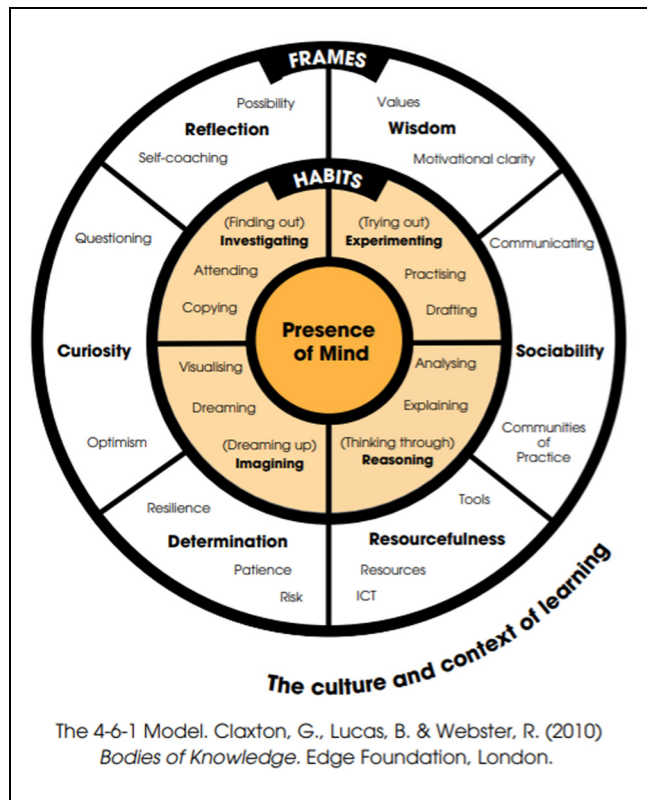 FRAMES
Possibility
Reflection
Self-coaching
Values
Wisdom
Motivational clarity
HABITS
(Finding out)
Investigating
Attending
Copying
(Trying out)
Experimenting
Practising
Drafting
Questioning
Curiosity
Optimism
Presence
of Mind
Communicating
Sociability
Communities
of
Practice
Visualising
Dreaming
(Dreaming up)
Imagining
Analysing
Explaining
(Thinking through)
Reasoning
Resilience
Determination
Patience
Risk
Tools
Resourcefulness
Resources
ICT
The culture and context of learning
The 4-6-1 Model. Claxton, G., Lucas, B. & Webster, R. (2010)
Bodies of Knowledge. Edge Foundation, London.